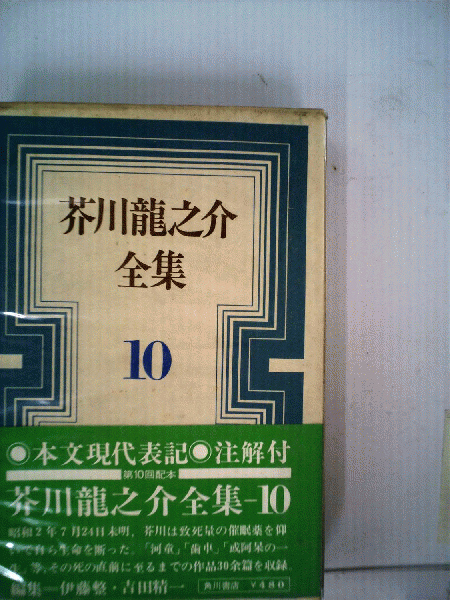 芥川龍之介
全集
10
◉本文現代表記◉注解付
第10回配本
芥川龍之介全集-10
昭和2年7月24日未明、芥川は致死量の催眠薬を仰
いで自ら生命を断った。「河童」「歯車」「或阿呆の一
生」等、その死の直前に至るまでの作品30余篇を収録。
編集=伊藤整・吉田精一
角川書店 ¥480